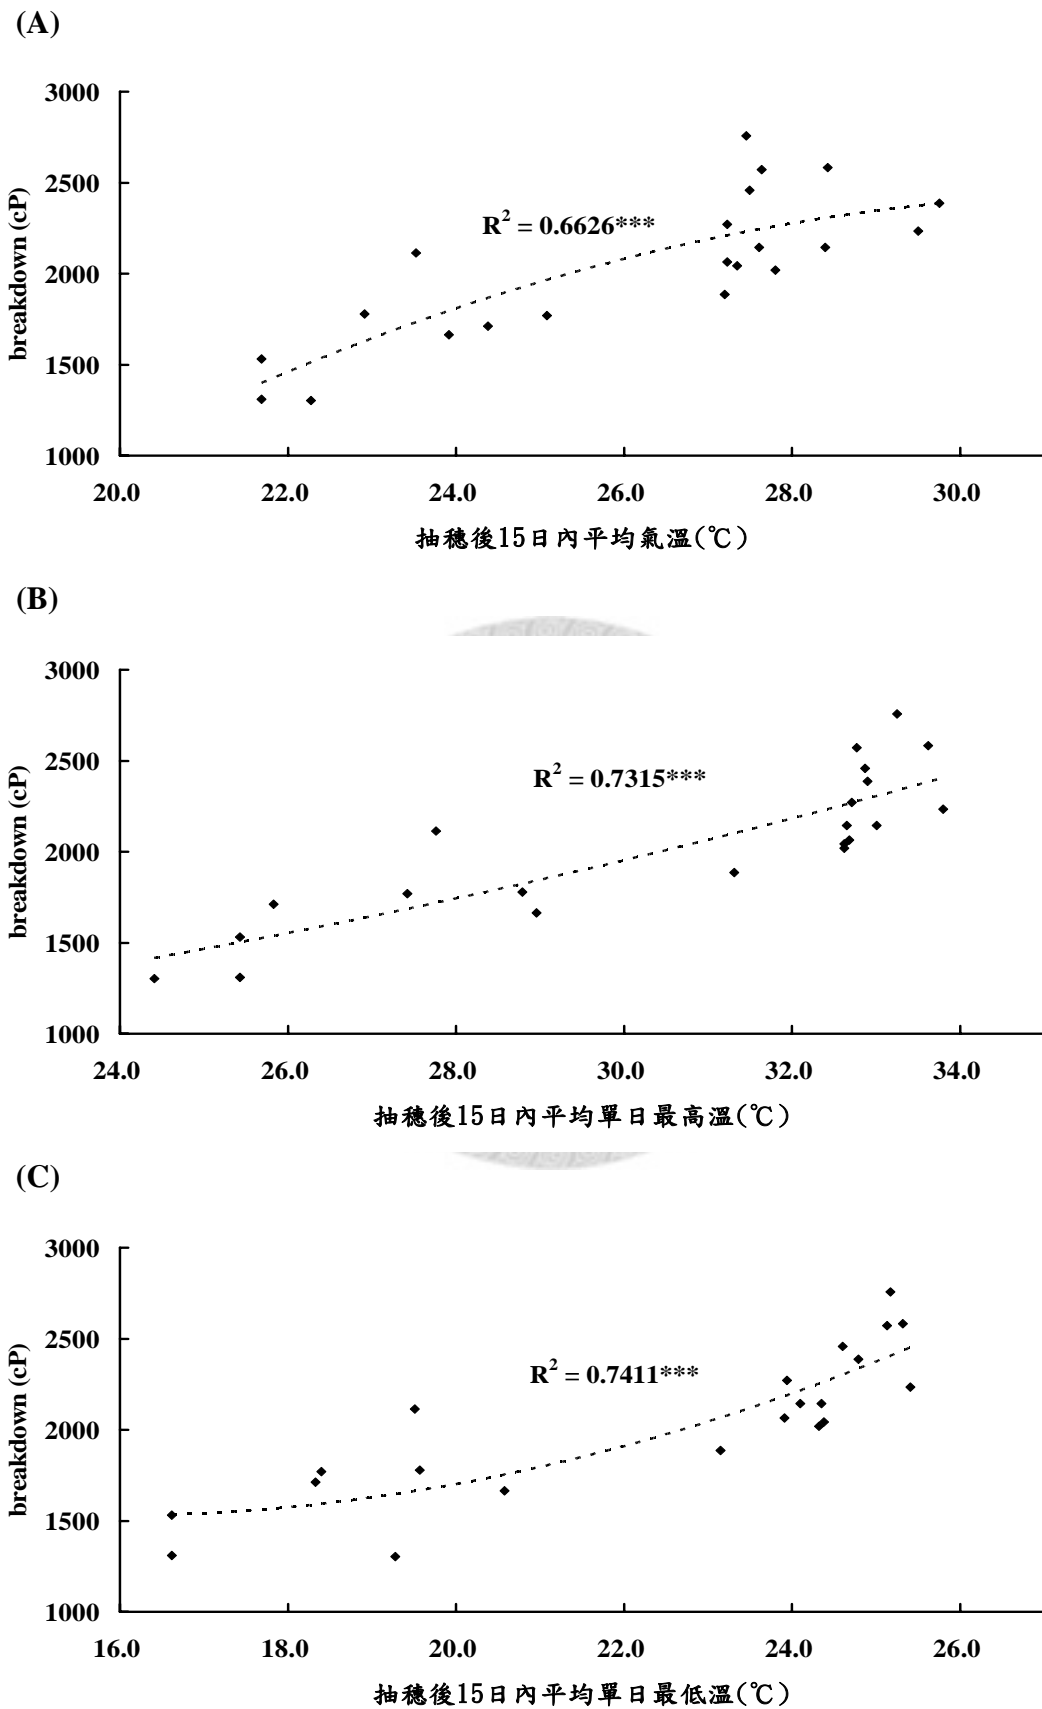 (A)
3000
2500
2000
1500
1000
breakdown (cP)
R² = 0.6626***
20.0 22.0 24.0 26.0 28.0 30.0
抽穗後15日內平均氣溫(℃)
(B)
3000
2500
2000
1500
1000
breakdown (cP)
R² = 0.7315***
24.0 26.0 28.0 30.0 32.0 34.0
抽穗後15日內平均單日最高溫(℃)
(C)
3000
2500
2000
1500
1000
breakdown (cP)
R² = 0.7411***
16.0 18.0 20.0 22.0 24.0 26.0
抽穗後15日內平均單日最低溫(℃)